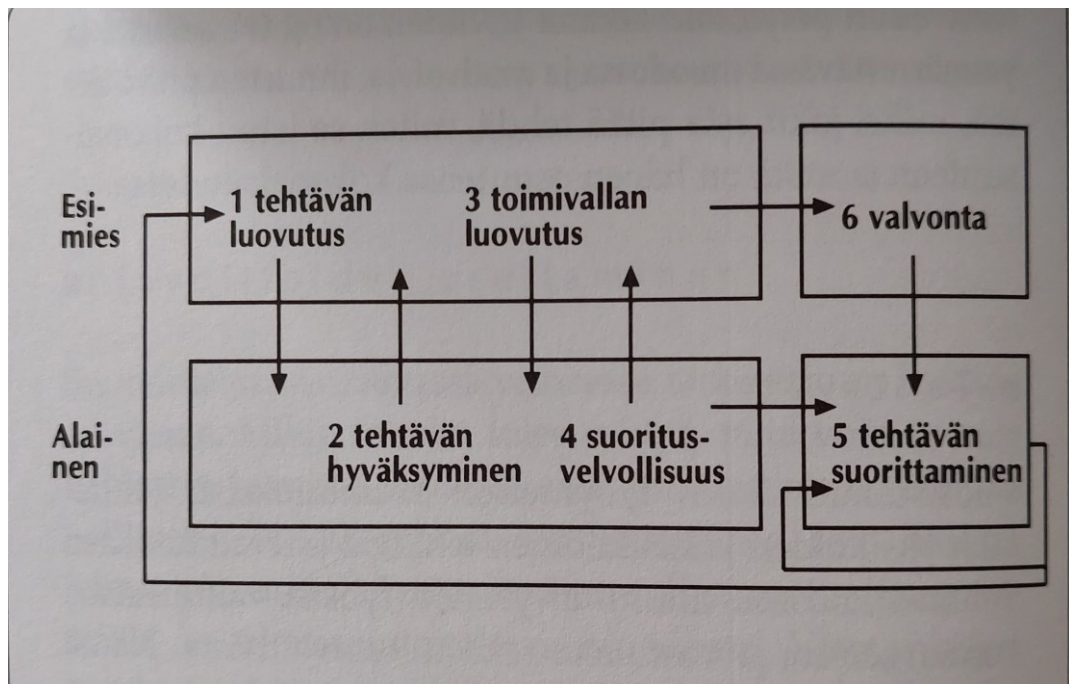 Esi-
mies
1 tehtävän
luovutus
3 toimivallan
luovutus
6 valvonta
Alai-
nen
2 tehtävän
hyväksyminen
4 suoritus-
velvollisuus
5 tehtävän
suorittaminen